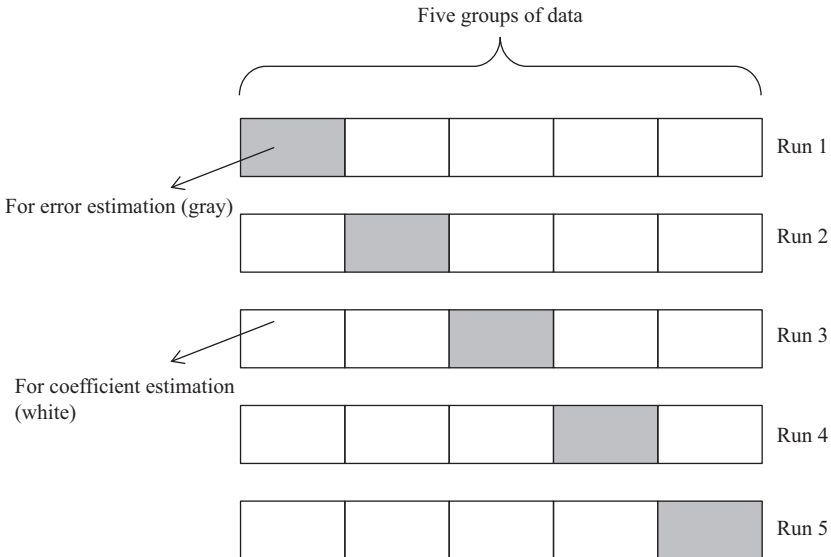 Five groups of data
Run 1
For error estimation (gray)
Run 2
Run 3
For coefficient estimation
(white)
Run 4
Run 5